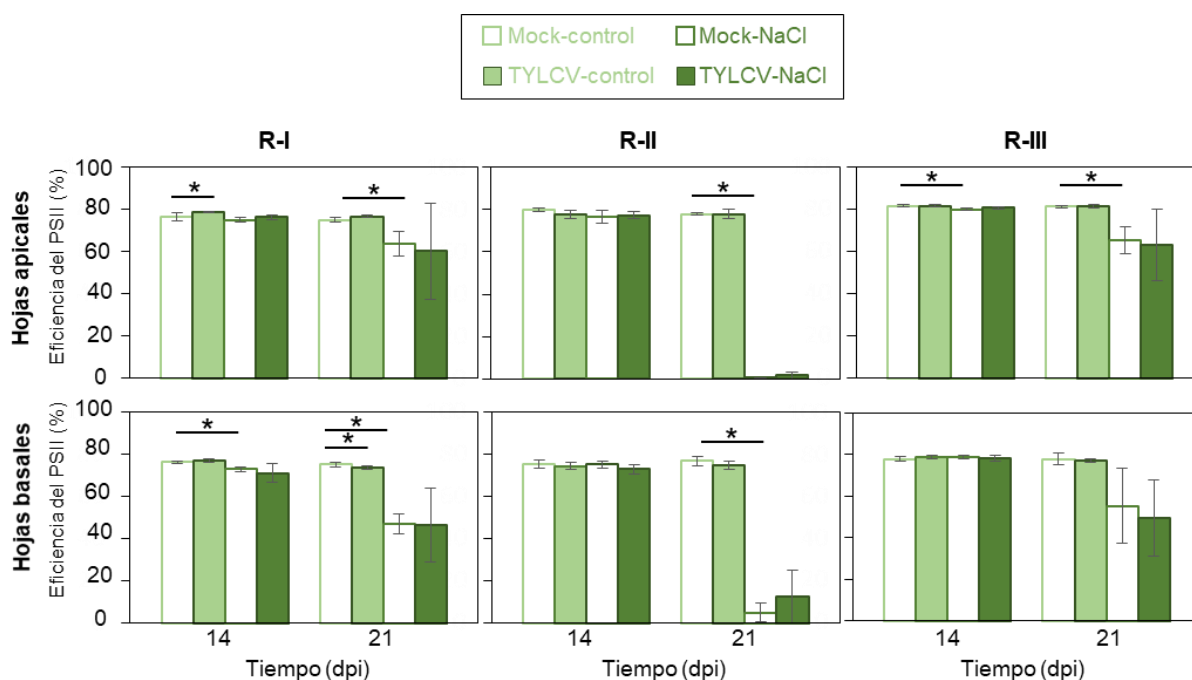 Mock-control Mock-NaCl
TYLCV-control TYLCV-NaCl
R-I R-II R-III
Hojas apicales
Eficiencia del PSII (%)
100
80
60
40
20
0
* * * * *
Hojas basales
Eficiencia del PSII (%)
100
80
60
40
20
0
* * * *
14 21 14 21 14 21
Tiempo (dpi) Tiempo (dpi) Tiempo (dpi)